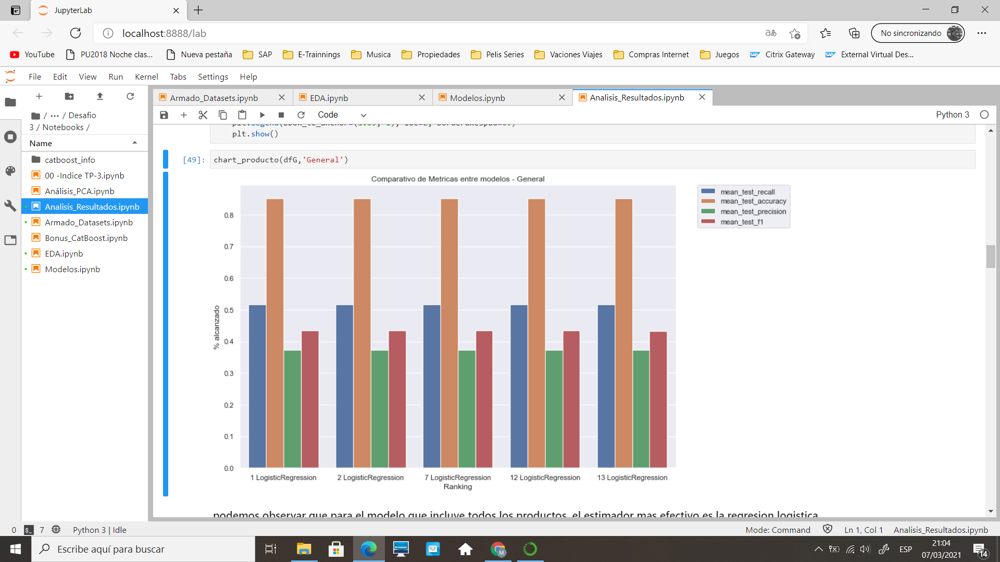 JupyterLab
localhost:8888/lab
No sincronizando
YouTube
PU2018 Noche clas...
Nueva pestaña
SAP
E-Trainnings
Musica
Propiedades
Pelis Series
Vaciones Viajes
Compras Internet
Juegos
Citrix Gateway
External Virtual Des...
File Edit View Run Kernel Tabs Settings Help
/ ... / Desafio
3 / Notebooks /
Name
catboost_info
00 -Indice TP-3.ipynb
Análisis_PCA.ipynb
Analisis_Resultados.ipynb
Armado_Datasets.ipynb
Bonus_CatBoost.ipynb
EDA.ipynb
Modelos.ipynb
Armado_Datasets.ipynb
EDA.ipynb
Modelos.ipynb
Analisis_Resultados.ipynb
Code
Python 3
plt.show()
[49]: chart_producto(dfG,'General')
Comparativo de Metricas entre modelos - General
mean_test_recall
mean_test_accuracy
mean_test_precision
mean_test_f1
% alcanzado
0.8
0.7
0.6
0.5
0.4
0.3
0.2
0.1
0.0
1 LogisticRegression
2 LogisticRegression
7 LogisticRegression
12 LogisticRegression
13 LogisticRegression
Ranking
podemos observar que para el modelo que incluye todos los productos, el estimador mas efectivo es la regresion logistica
0
7
Python 3 | Idle
Mode: Command
Ln 1, Col 1
Analisis_Resultados.ipynb
Escribe aquí para buscar
ESP
21:04
07/03/2021
14